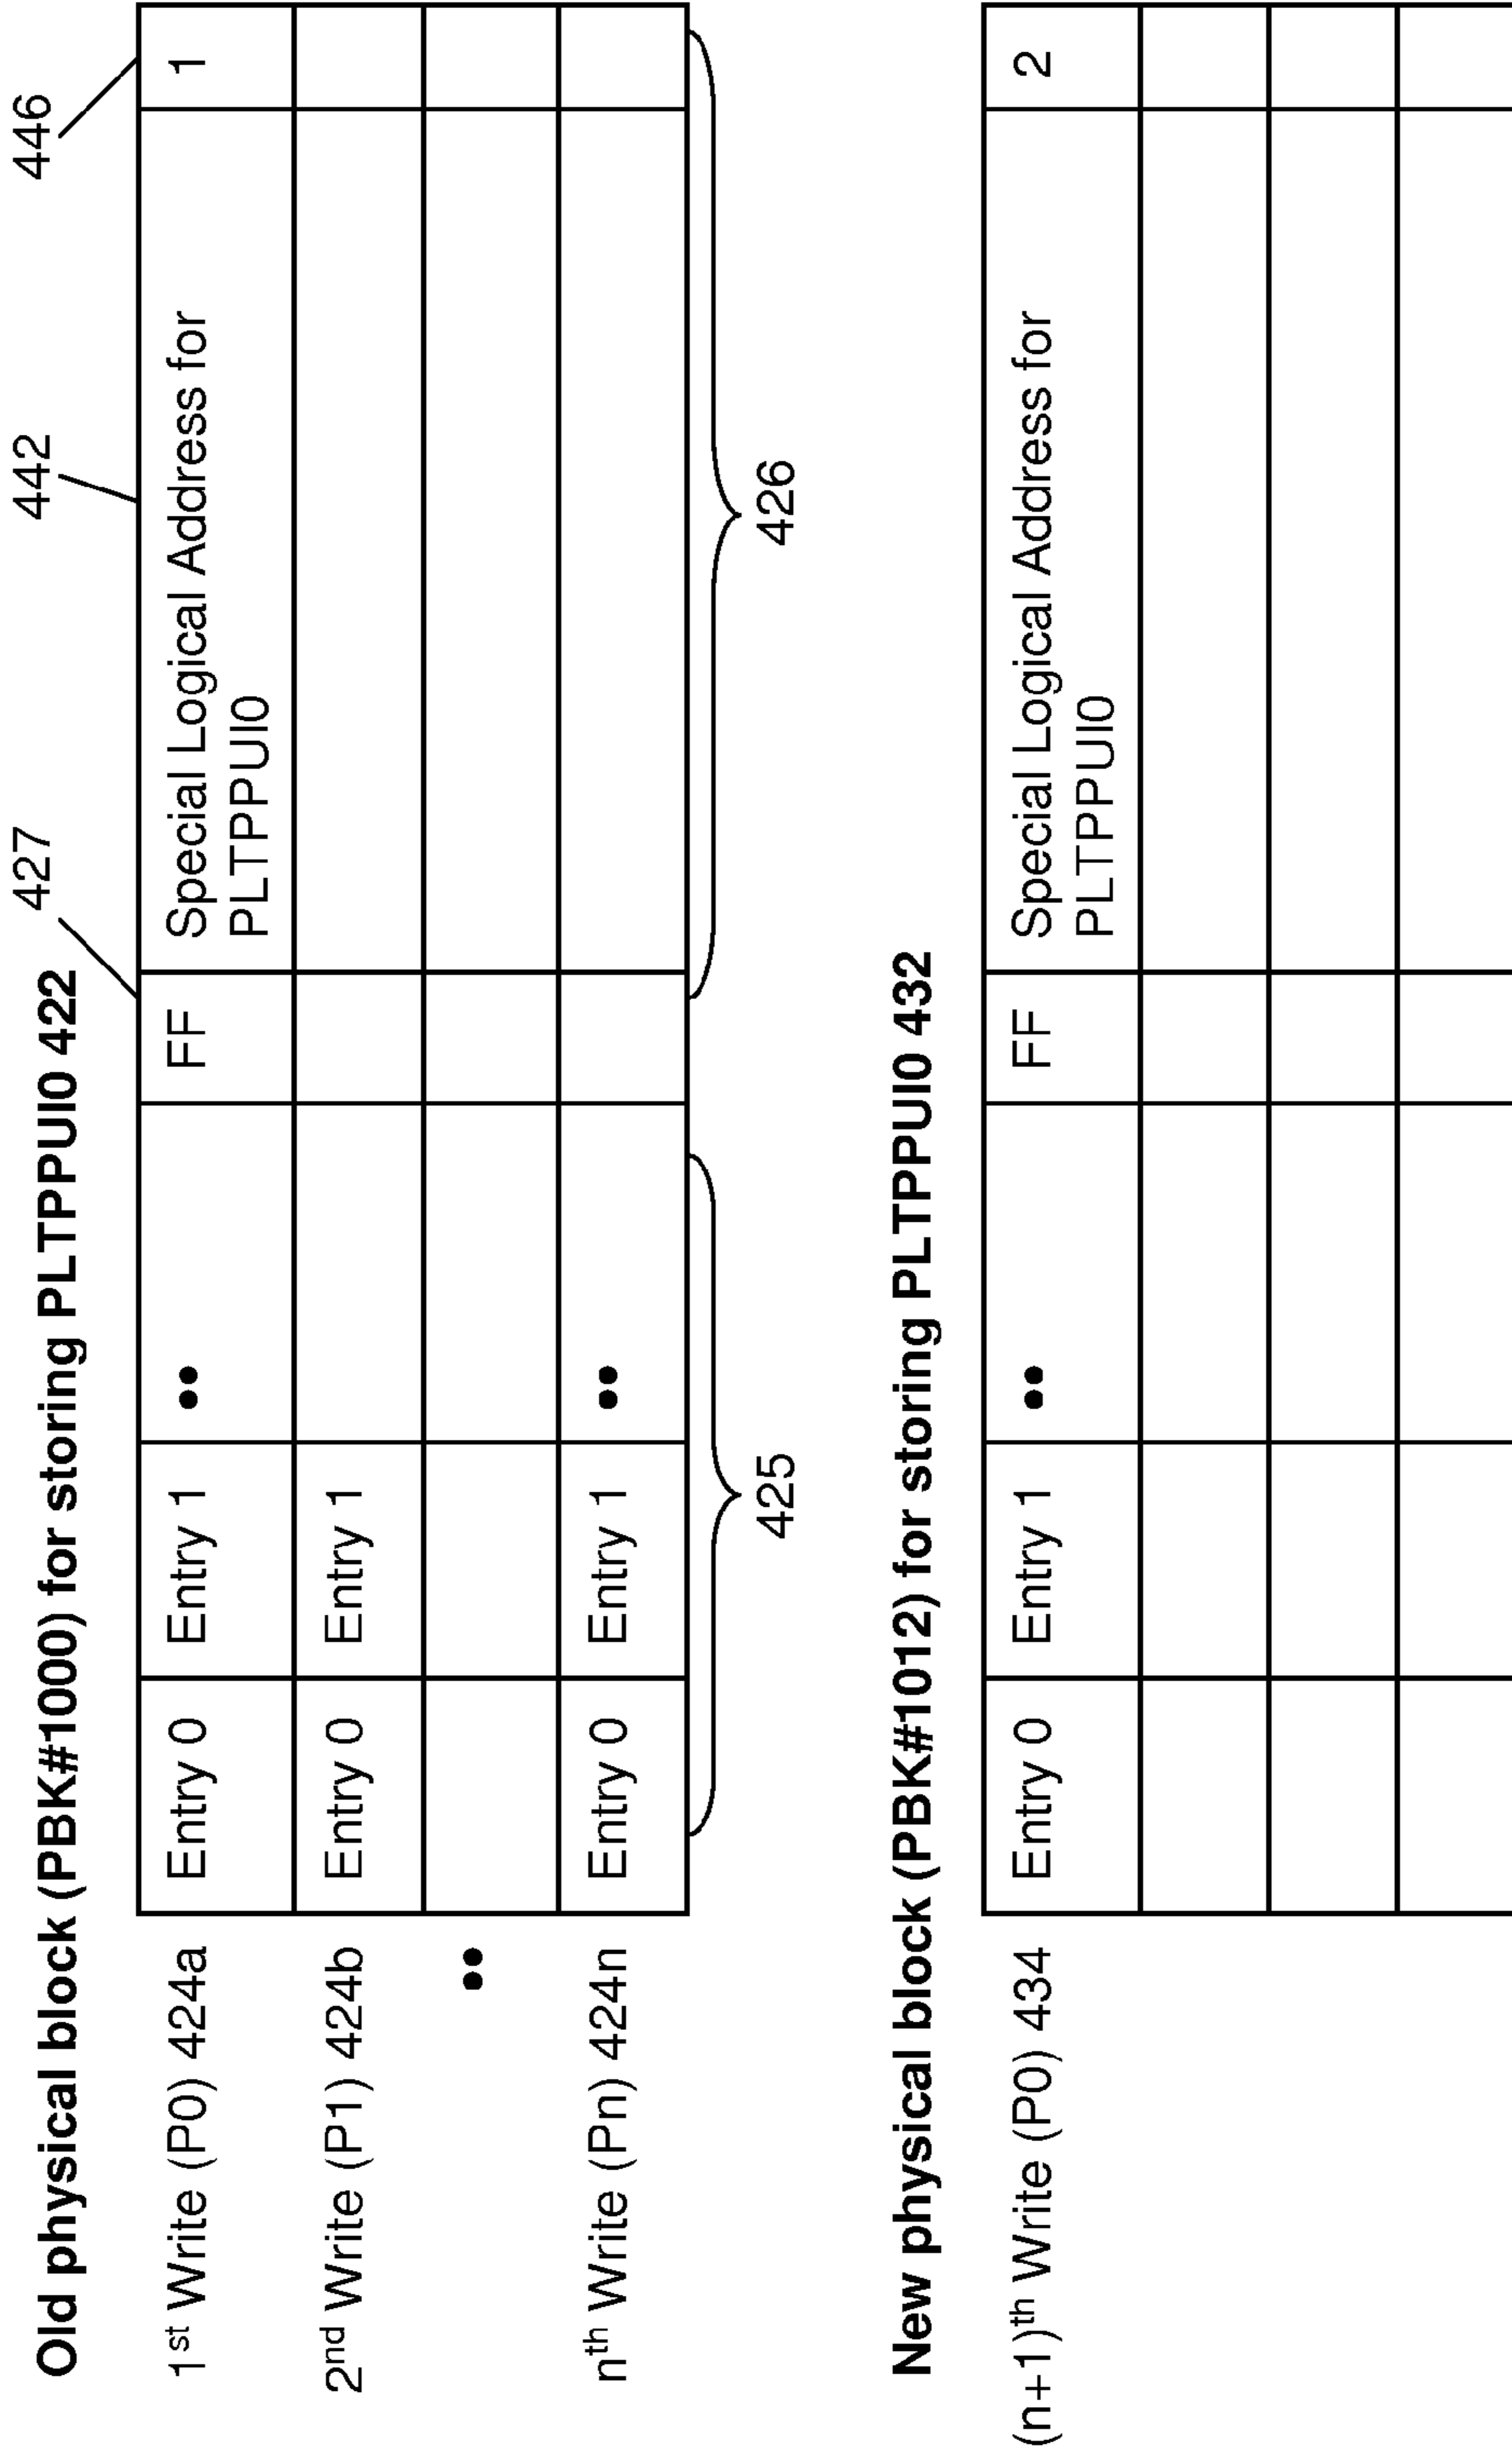 427 442 446
Old physical block (PBK#1000) for storing PLTPPUI0 422
1st Write (P0) 424a Entry 0 Entry 1 •• FF Special Logical Address for 1
PLTPPUI0
2nd Write (P1) 424b Entry 0 Entry 1
••
nth Write (Pn) 424n Entry 0 Entry 1 ••
425 426
New physical block (PBK#1012) for storing PLTPPUI0 432
(n+1)th Write (P0) 434 Entry 0 Entry 1 •• FF Special Logical Address for 2
PLTPPUI0